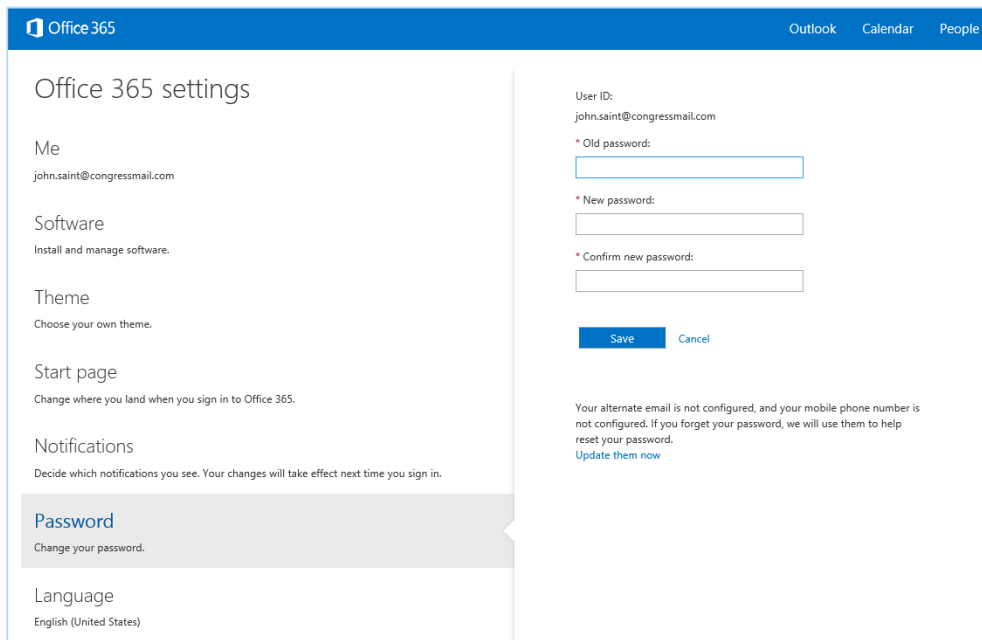 Office 365
Outlook Calendar People
Office 365 settings
Me
john.saint@congressmail.com
Software
Install and manage software.
Theme
Choose your own theme.
Start page
Change where you land when you sign in to Office 365.
Notifications
Decide which notifications you see. Your changes will take effect next time you sign in.
Password
Change your password.
Language
English (United States)
User ID:
john.saint@congressmail.com
* Old password:
* New password:
* Confirm new password:
Save Cancel
Your alternate email is not configured, and your mobile phone number is
not configured. If you forget your password, we will use them to help
reset your password.
Update them now